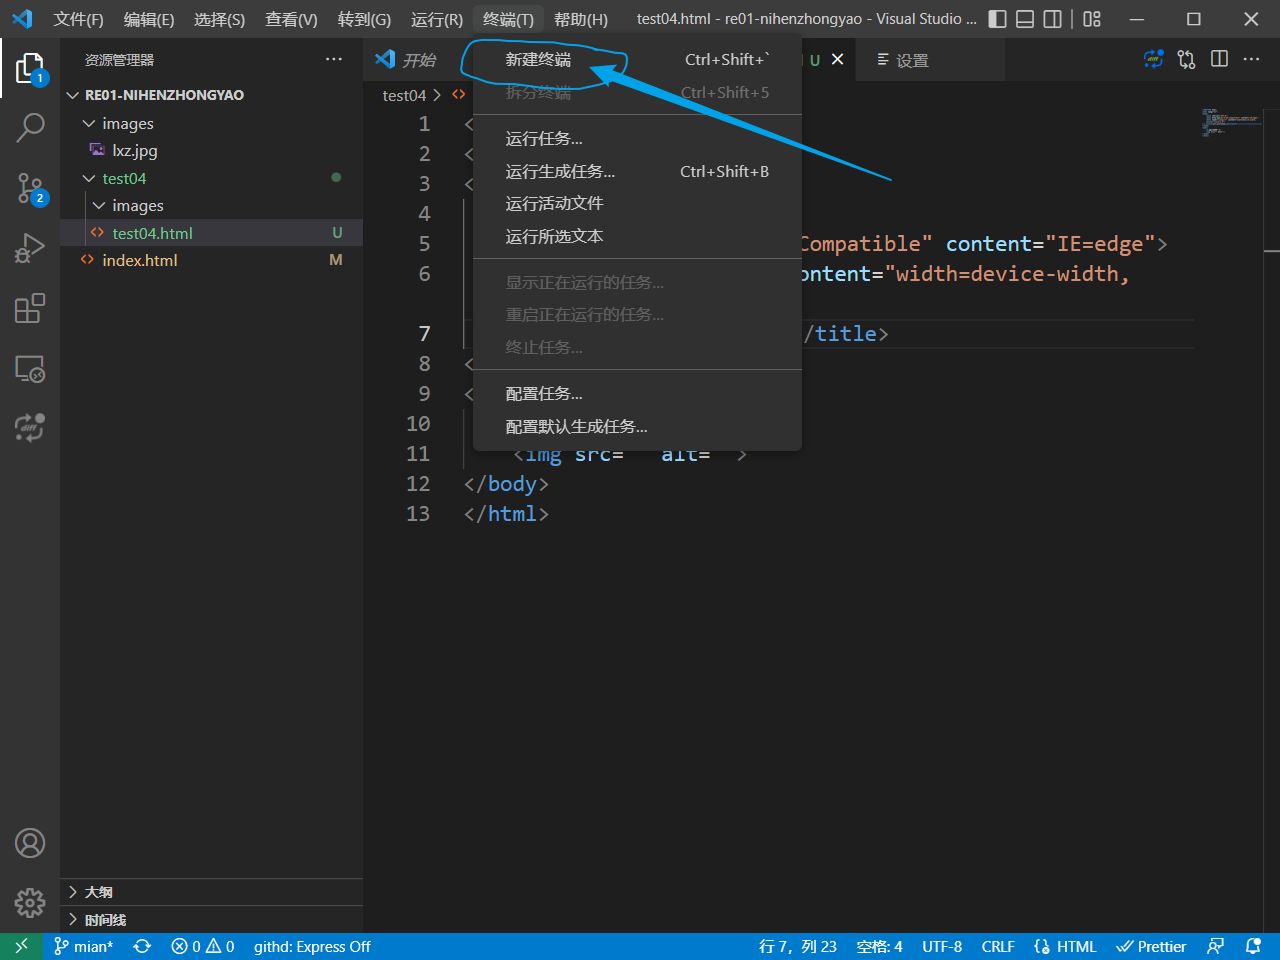 文件(F) 编辑(E) 选择(S) 查看(V) 转到(G) 运行(R) 终端(T) 帮助(H) test04.html - re01-nihenzhongyao - Visual Studio ...
资源管理器
RE01-NIHENZHONGYAO
images
lxz.jpg
test04
images
test04.html U
index.html M
大纲
时间线
开始
U
设置
test04
新建终端 Ctrl+Shift+`
拆分终端 Ctrl+Shift+5
运行任务...
运行生成任务... Ctrl+Shift+B
运行活动文件
运行所选文本
显示正在运行的任务...
重启正在运行的任务...
终止任务...
配置任务...
配置默认生成任务...
1 <
2 <
3 <
4
5 Compatible" content="IE=edge">
6 ontent="width=device-width,
7 /title>
8 <
9 <
10
11 <img src= alt= >
12 </body>
13 </html>
1
2
diff
diff
mian* 0 0 githd: Express Off 行 7，列 23 空格: 4 UTF-8 CRLF HTML Prettier